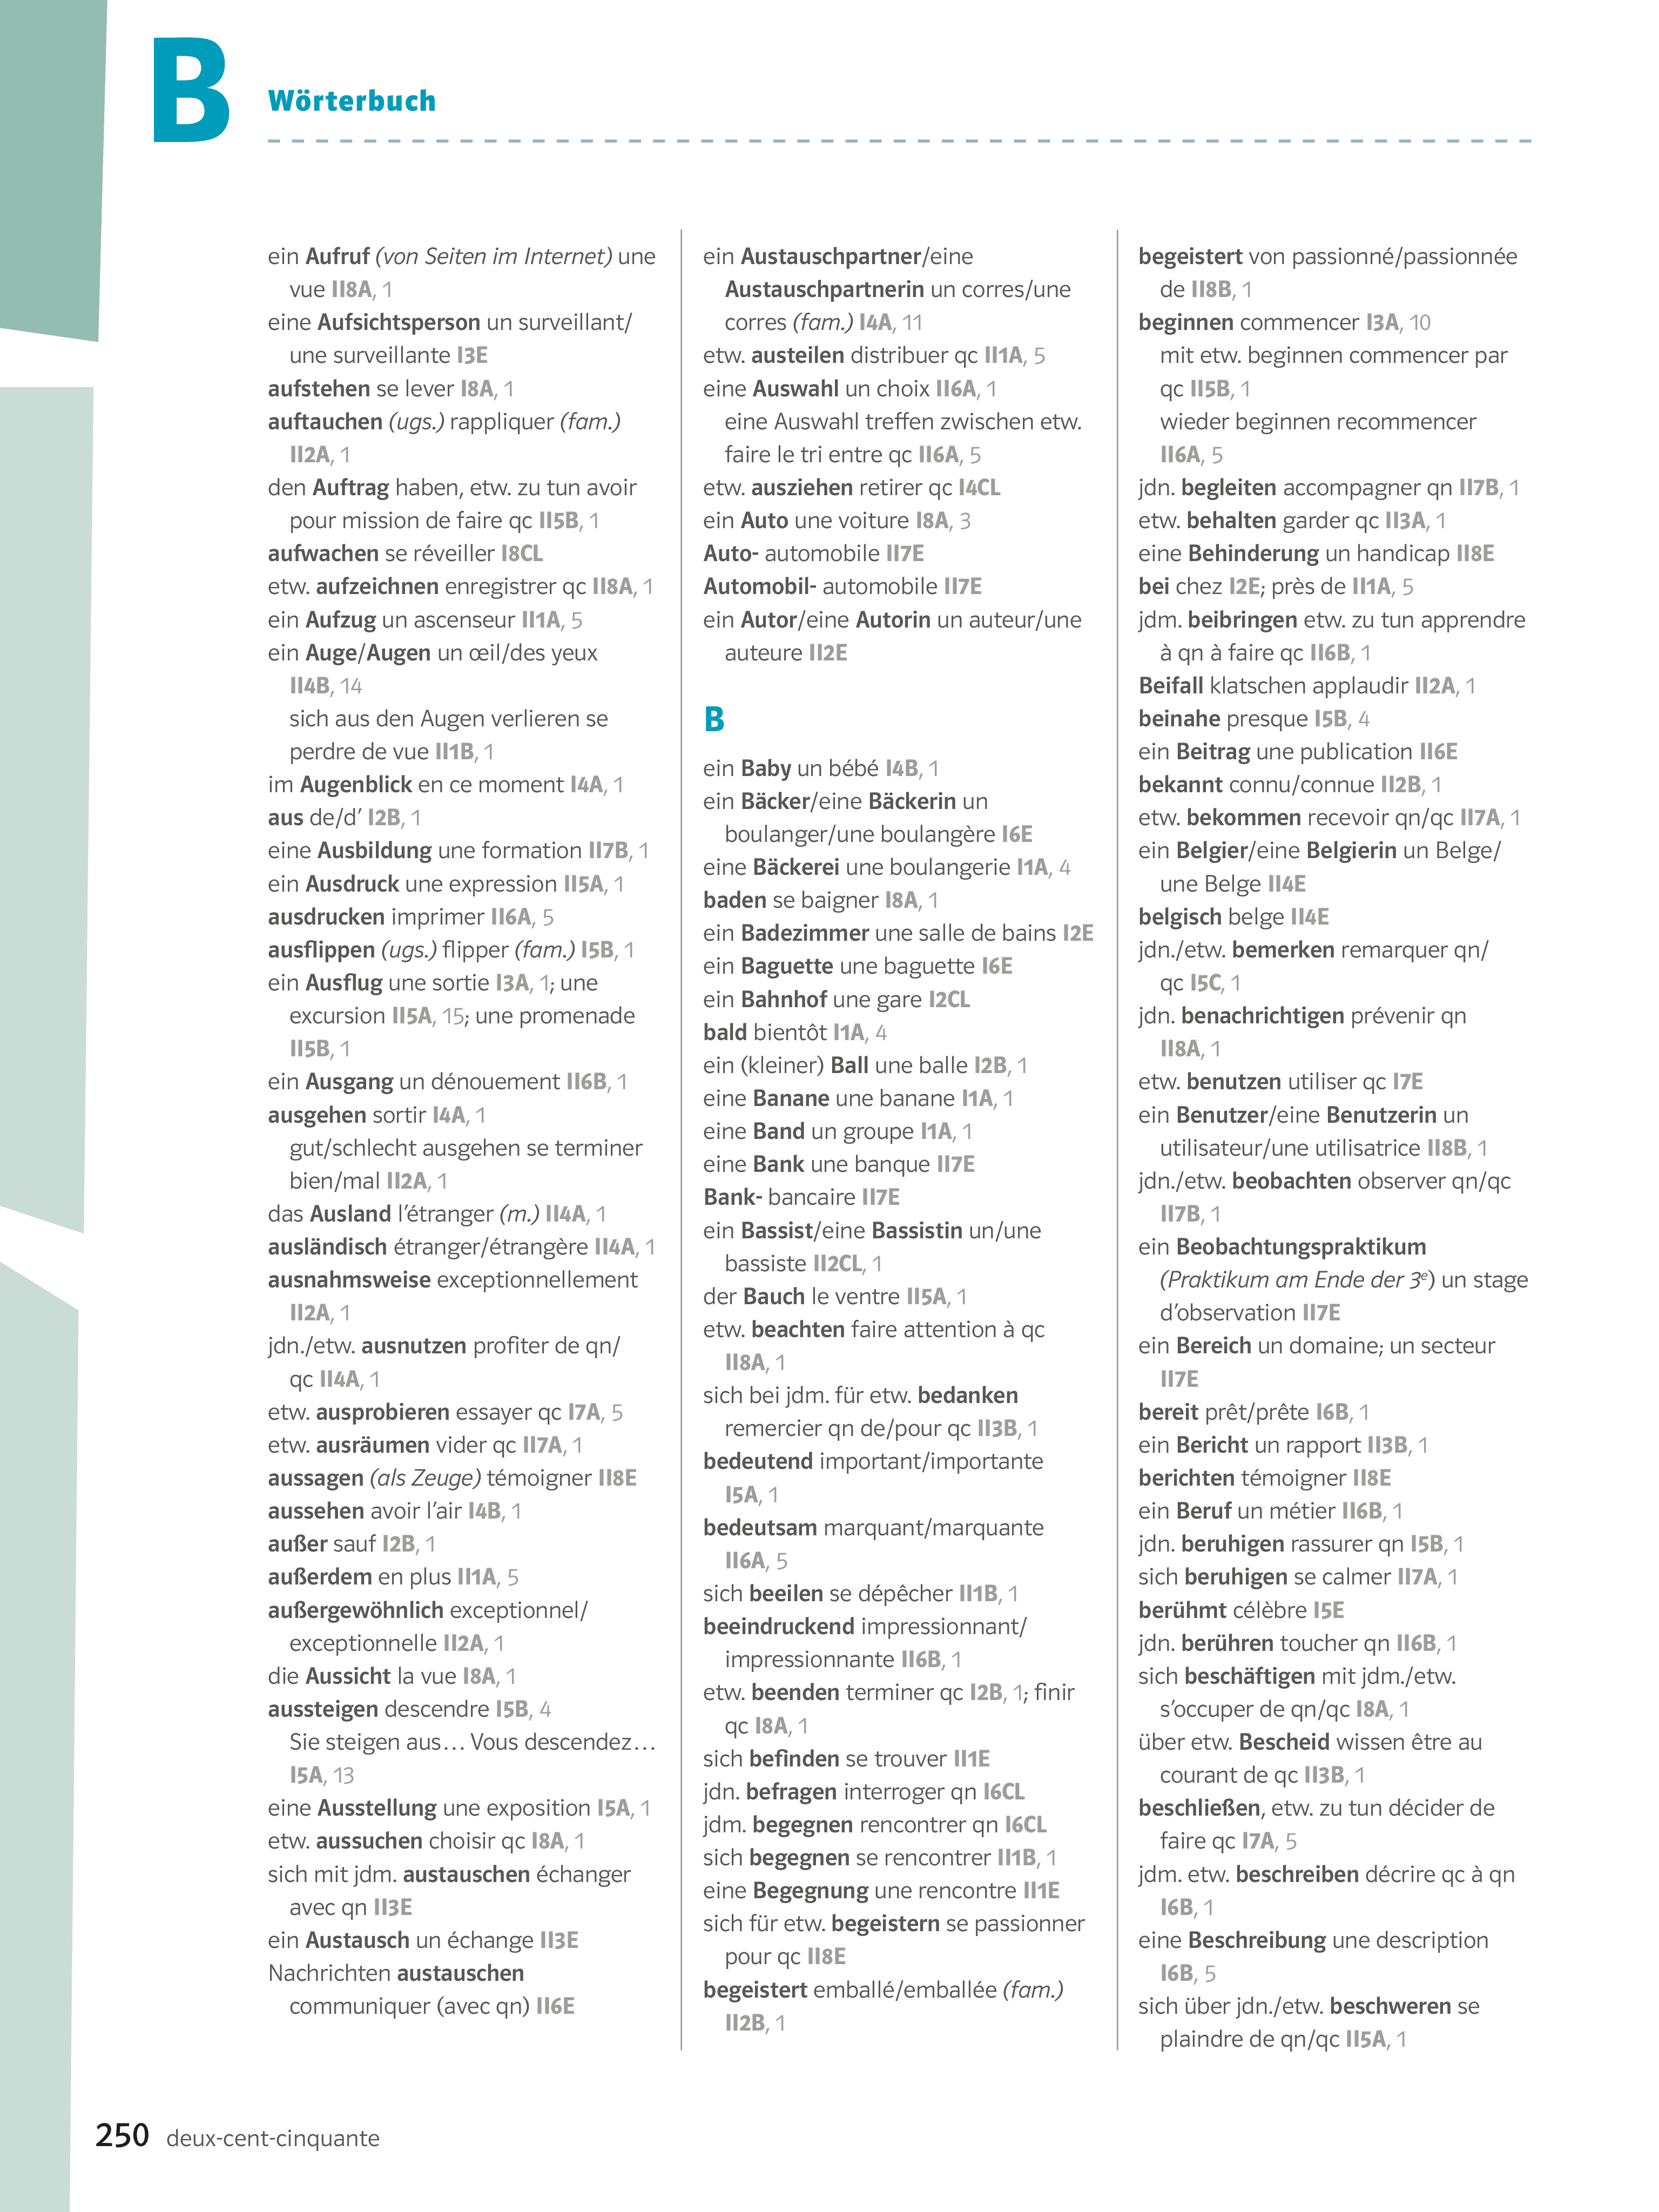 B
Wörterbuch
ein Aufruf (von Seiten im Internet) une
vue II8A, 1
eine Aufsichtsperson un surveillant/
une surveillante I3E
aufstehen se lever I8A, 1
auftauchen (ugs.) rappliquer (fam.)
II2A, 1
den Auftrag haben, etw. zu tun avoir
pour mission de faire qc II5B, 1
aufwachen se réveiller I8CL
etw. aufzeichnen enregistrer qc II8A, 1
ein Aufzug un ascenseur II1A, 5
ein Auge/Augen un œil/des yeux
II4B, 14
sich aus den Augen verlieren se
perdre de vue II1B, 1
im Augenblick en ce moment I4A, 1
aus de/d’ I2B, 1
eine Ausbildung une formation II7B, 1
ein Ausdruck une expression II5A, 1
ausdrucken imprimer II6A, 5
ausflippen (ugs.) flipper (fam.) I5B, 1
ein Ausflug une sortie I3A, 1; une
excursion II5A, 15; une promenade
II5B, 1
ein Ausgang un dénouement II6B, 1
ausgehen sortir I4A, 1
gut/schlecht ausgehen se terminer
bien/mal II2A, 1
das Ausland l’étranger (m.) II4A, 1
ausländisch étranger/étrangère II4A, 1
ausnahmsweise exceptionnellement
II2A, 1
jdn./etw. ausnutzen profiter de qn/
qc II4A, 1
etw. ausprobieren essayer qc I7A, 5
etw. ausräumen vider qc II7A, 1
aussagen (als Zeuge) témoigner II8E
aussehen avoir l’air I4B, 1
außer sauf I2B, 1
außerdem en plus II1A, 5
außergewöhnlich exceptionnel/
exceptionnelle II2A, 1
die Aussicht la vue I8A, 1
aussteigen descendre I5B, 4
Sie steigen aus… Vous descendez…
I5A, 13
eine Ausstellung une exposition I5A, 1
etw. aussuchen choisir qc I8A, 1
sich mit jdm. austauschen échanger
avec qn II3E
ein Austausch un échange II3E
Nachrichten austauschen
communiquer (avec qn) II6E
ein Austauschpartner/eine
Austauschpartnerin un corres/une
corres (fam.) I4A, 11
etw. austeilen distribuer qc II1A, 5
eine Auswahl un choix II6A, 1
eine Auswahl treffen zwischen etw.
faire le tri entre qc II6A, 5
etw. ausziehen retirer qc I4CL
ein Auto une voiture I8A, 3
Auto- automobile II7E
Automobil- automobile II7E
ein Autor/eine Autorin un auteur/une
auteure II2E
B
ein Baby un bébé I4B, 1
ein Bäcker/eine Bäckerin un
boulanger/une boulangère I6E
eine Bäckerei une boulangerie I1A, 4
baden se baigner I8A, 1
ein Badezimmer une salle de bains I2E
ein Baguette une baguette I6E
ein Bahnhof une gare I2CL
bald bientôt I1A, 4
ein (kleiner) Ball une balle I2B, 1
eine Banane une banane I1A, 1
eine Band un groupe I1A, 1
eine Bank une banque II7E
Bank- bancaire II7E
ein Bassist/eine Bassistin un/une
bassiste II2CL, 1
der Bauch le ventre II5A, 1
etw. beachten faire attention à qc
II8A, 1
sich bei jdm. für etw. bedanken
remercier qn de/pour qc II3B, 1
bedeutend important/importante
I5A, 1
bedeutsam marquant/marquante
II6A, 5
sich beeilen se dépêcher II1B, 1
beeindruckend impressionnant/
impressionnante II6B, 1
etw. beenden terminer qc I2B, 1; finir
qc I8A, 1
sich befinden se trouver II1E
jdn. befragen interroger qn I6CL
jdm. begegnen rencontrer qn I6CL
sich begegnen se rencontrer II1B, 1
eine Begegnung une rencontre II1E
sich für etw. begeistern se passionner
pour qc II8E
begeistert emballé/emballée (fam.)
II2B, 1
begeistert von passionné/passionnée
de II8B, 1
beginnen commencer I3A, 10
mit etw. beginnen commencer par
qc II5B, 1
wieder beginnen recommencer
II6A, 5
jdn. begleiten accompagner qn II7B, 1
etw. behalten garder qc II3A, 1
eine Behinderung un handicap II8E
bei chez I2E; près de II1A, 5
jdm. beibringen etw. zu tun apprendre
à qn à faire qc II6B, 1
Beifall klatschen applaudir II2A, 1
beinahe presque I5B, 4
ein Beitrag une publication II6E
bekannt connu/connue II2B, 1
etw. bekommen recevoir qn/qc II7A, 1
ein Belgier/eine Belgierin un Belge/
une Belge II4E
belgisch belge II4E
jdn./etw. bemerken remarquer qn/
qc I5C, 1
jdn. benachrichtigen prévenir qn
II8A, 1
etw. benutzen utiliser qc I7E
ein Benutzer/eine Benutzerin un
utilisateur/une utilisatrice II8B, 1
jdn./etw. beobachten observer qn/qc
II7B, 1
ein Beobachtungspraktikum
(Praktikum am Ende der 3e) un stage
d’observation II7E
ein Bereich un domaine; un secteur
II7E
bereit prêt/prête I6B, 1
ein Bericht un rapport II3B, 1
berichten témoigner II8E
ein Beruf un métier II6B, 1
jdn. beruhigen rassurer qn I5B, 1
sich beruhigen se calmer II7A, 1
berühmt célèbre I5E
jdn. berühren toucher qn II6B, 1
sich beschäftigen mit jdm./etw.
s’occuper de qn/qc I8A, 1
über etw. Bescheid wissen être au
courant de qc II3B, 1
beschließen, etw. zu tun décider de
faire qc I7A, 5
jdm. etw. beschreiben décrire qc à qn
I6B, 1
eine Beschreibung une description
I6B, 5
sich über jdn./etw. beschweren se
plaindre de qn/qc II5A, 1
250 deux-cent-cinquante